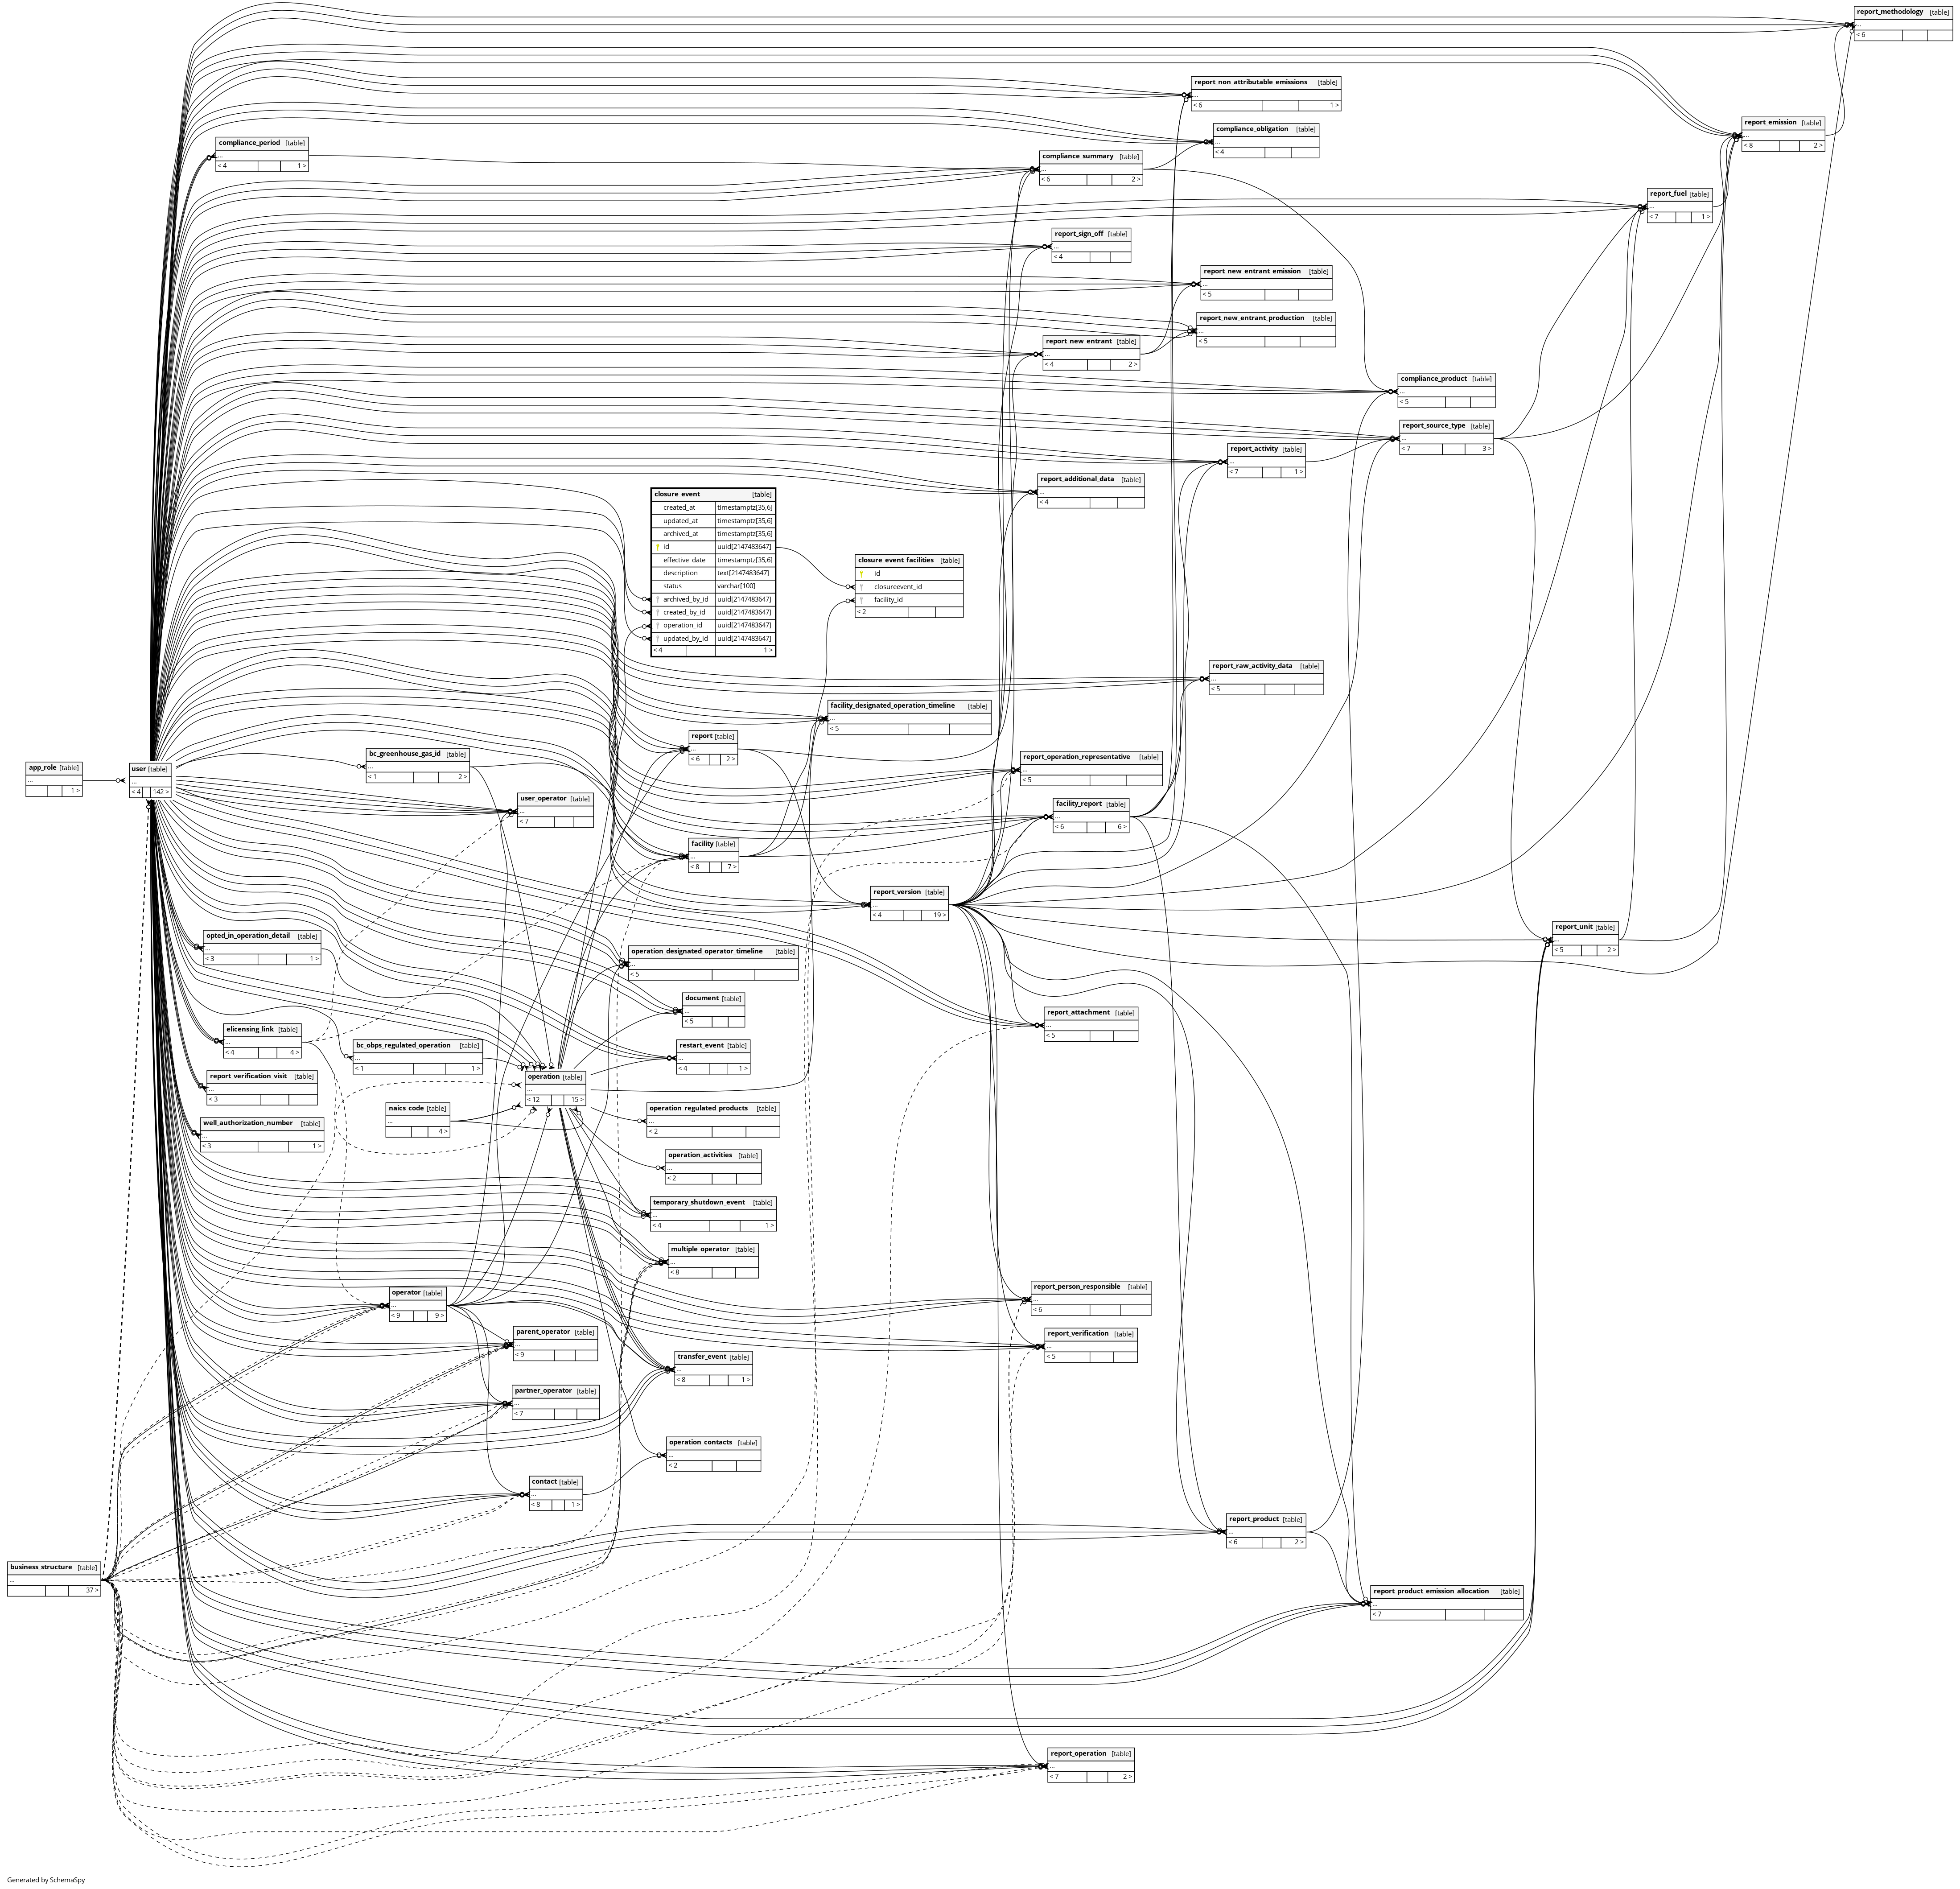 report_methodology [table]
...
< 6
report_non_attributable_emissions [table]
...
< 6 1 >
report_emission [table]
...
< 8 2 >
compliance_obligation [table]
...
< 4
compliance_period [table]
...
< 4 1 >
compliance_summary [table]
...
< 6 2 >
report_fuel [table]
...
< 7 1 >
report_sign_off [table]
...
< 4
report_new_entrant_emission [table]
...
< 5
report_new_entrant_production [table]
...
< 5
report_new_entrant [table]
...
< 4 2 >
compliance_product [table]
...
< 5
report_source_type [table]
...
< 7 3 >
report_activity [table]
...
< 7 1 >
report_additional_data [table]
...
< 4
closure_event [table]
created_at timestamptz[35,6]
updated_at timestamptz[35,6]
archived_at timestamptz[35,6]
id uuid[2147483647]
effective_date timestamptz[35,6]
description text[2147483647]
status varchar[100]
archived_by_id uuid[2147483647]
created_by_id uuid[2147483647]
operation_id uuid[2147483647]
updated_by_id uuid[2147483647]
< 4 1 >
closure_event_facilities [table]
id
closureevent_id
facility_id
< 2
report_raw_activity_data [table]
...
< 5
facility_designated_operation_timeline [table]
...
< 5
report [table]
...
< 6 2 >
bc_greenhouse_gas_id [table]
...
< 1 2 >
report_operation_representative [table]
...
< 5
app_role [table]
...
1 >
user [table]
...
< 4 142 >
user_operator [table]
...
< 7
facility_report [table]
...
< 6 6 >
facility [table]
...
< 8 7 >
report_version [table]
...
< 4 19 >
report_unit [table]
...
< 5 2 >
opted_in_operation_detail [table]
...
< 3 1 >
operation_designated_operator_timeline [table]
...
< 5
document [table]
...
< 5
report_attachment [table]
...
< 5
elicensing_link [table]
...
< 4 4 >
bc_obps_regulated_operation [table]
...
< 1 1 >
restart_event [table]
...
< 4 1 >
report_verification_visit [table]
...
< 3
operation [table]
...
< 12 15 >
naics_code [table]
...
4 >
operation_regulated_products [table]
...
< 2
well_authorization_number [table]
...
< 3 1 >
operation_activities [table]
...
< 2
temporary_shutdown_event [table]
...
< 4 1 >
multiple_operator [table]
...
< 8
operator [table]
...
< 9 9 >
report_person_responsible [table]
...
< 6
parent_operator [table]
...
< 9
report_verification [table]
...
< 5
transfer_event [table]
...
< 8 1 >
partner_operator [table]
...
< 7
operation_contacts [table]
...
< 2
contact [table]
...
< 8 1 >
report_product [table]
...
< 6 2 >
business_structure [table]
...
37 >
report_product_emission_allocation [table]
...
< 7
report_operation [table]
...
< 7 2 >
Generated by SchemaSpy